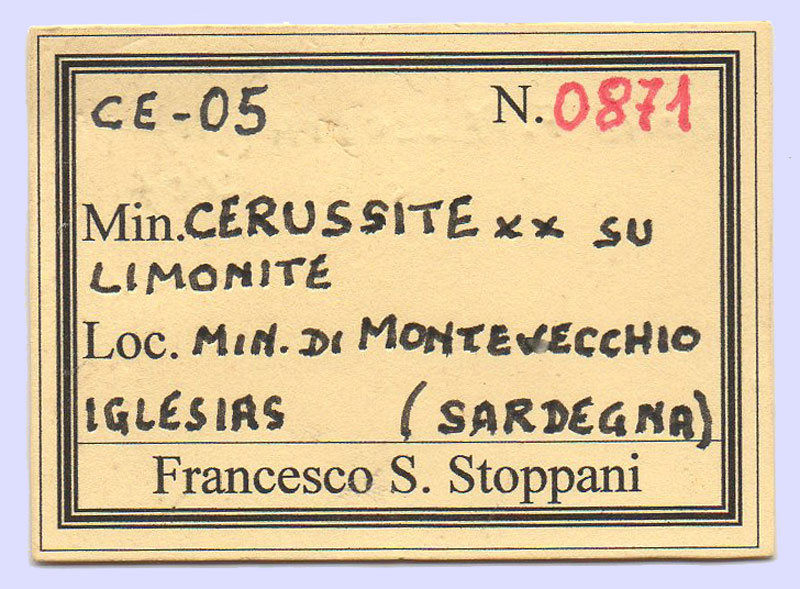 CE-05 N. 0871
Min. CERUSSITE xx SU
LIMONITE
Loc. MIN. DI MONTEVECCHIO
IGLESIAS (SARDEGNA)
Francesco S. Stoppani